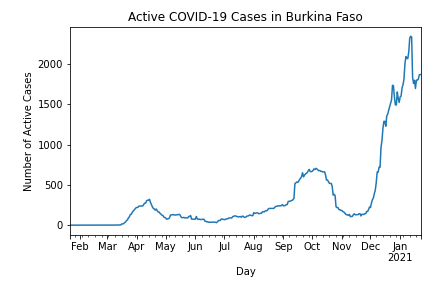 Active COVID-19 Cases in Burkina Faso
Number of Active Cases
2000
1500
1000
500
0
Feb Mar Apr May Jun Jul Aug Sep Oct Nov Dec Jan
2021
Day